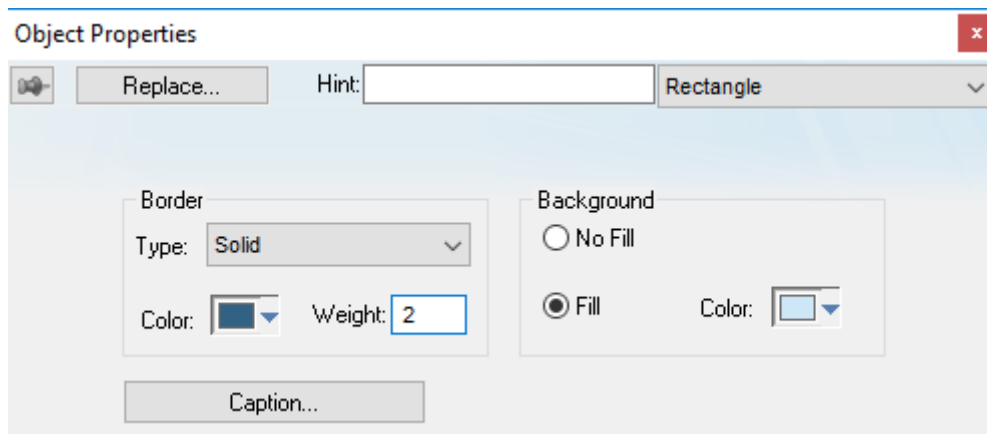 Object Properties
x
Replace... Hint: Rectangle
Border
Type: Solid
Color: Weight: 2
Background
No Fill
Fill Color:
Caption...